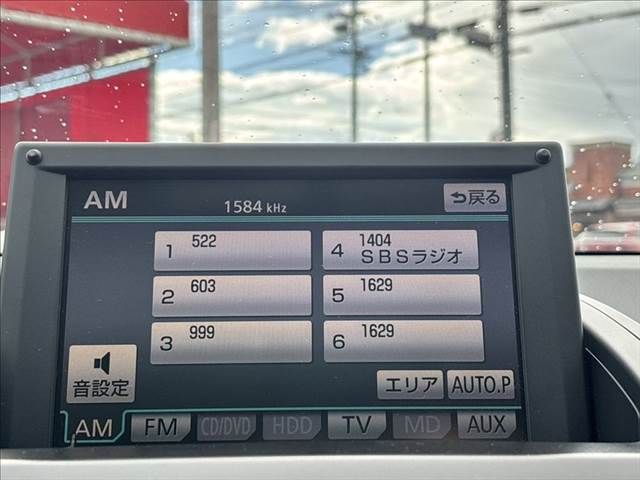 AM
1584 kHz
戻る
1 522
4 1404
SBSラジオ
2 603
5 1629
3 999
6 1629
音設定
エリア
AUTO.P
AM
FM
CD/DVD
HDD
TV
MD
AUX